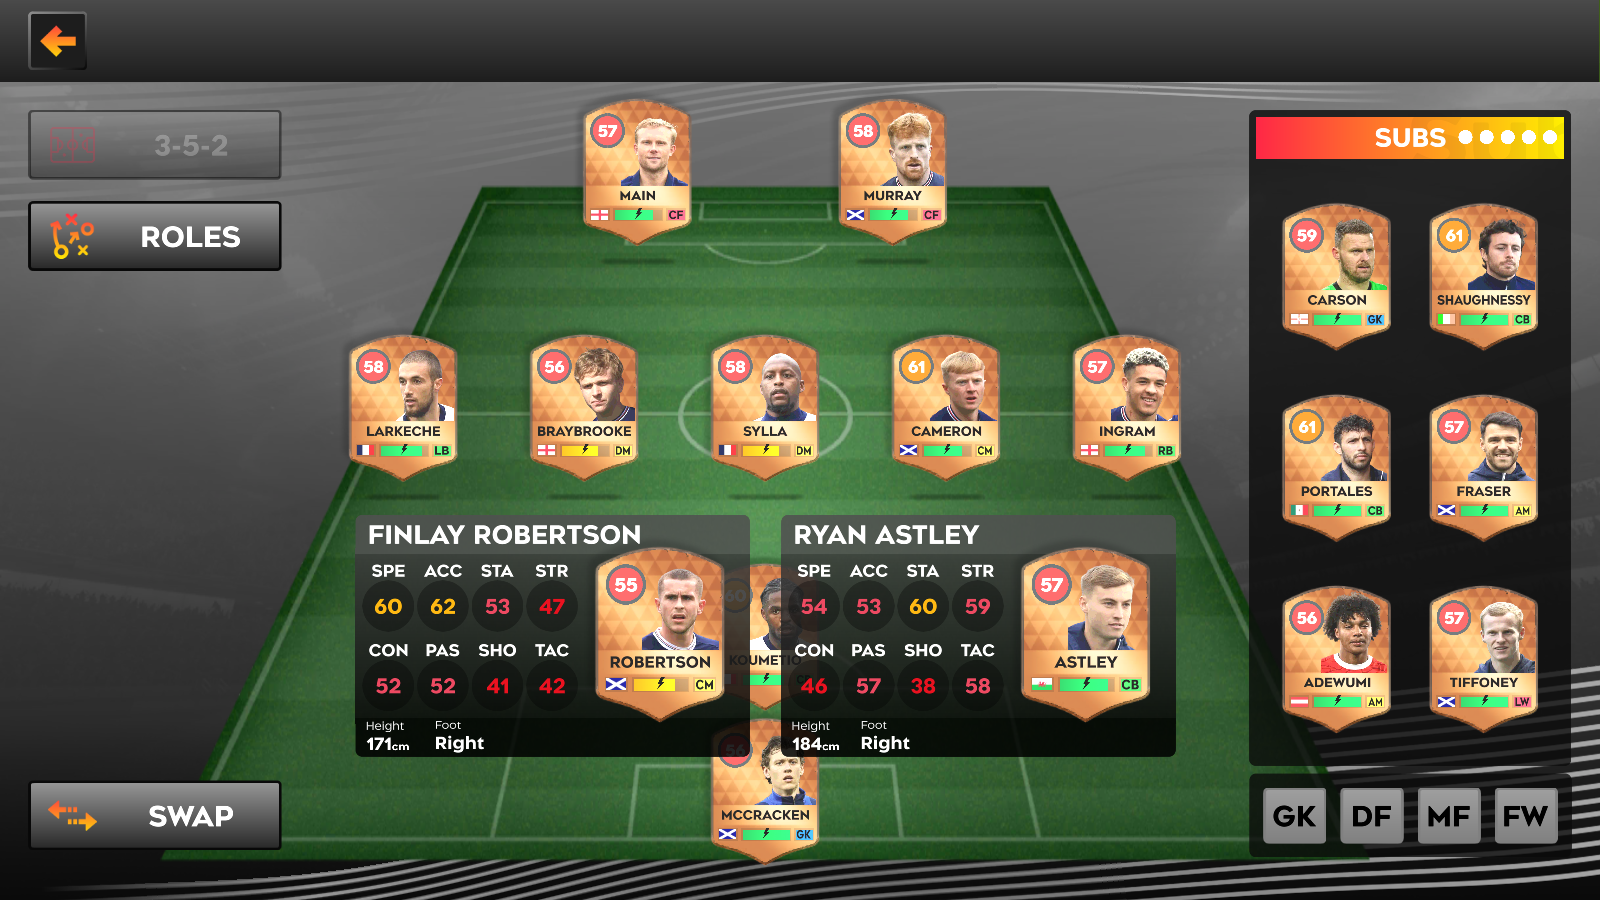 57
MAIN
CF
58
MURRAY
CF
3-5-2
ROLES
SUBS
59
CARSON
GK
61
SHAUGHNESSY
CB
58
LARKECHE
LB
56
BRAYBROOKE
DM
58
SYLLA
DM
61
CAMERON
CM
57
INGRAM
RB
61
PORTALES
CB
57
FRASER
AM
FINLAY ROBERTSON
SPE ACC STA STR
60 62 53 47
CON PAS SHO TAC
52 52 41 42
Height Foot
171cm Right
55
ROBERTSON
CM
60
KOUMETIO
RYAN ASTLEY
SPE ACC STA STR
54 53 60 59
CON PAS SHO TAC
46 57 38 58
Height Foot
184cm Right
57
ASTLEY
CB
56
ADEWUMI
AM
57
TIFFONEY
LW
56
MCCRACKEN
GK
SWAP
GK DF MF FW